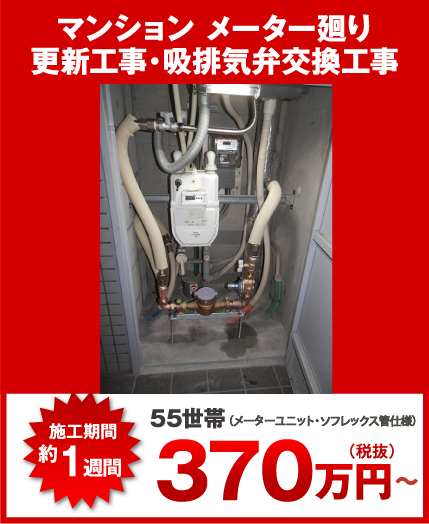 マンション メーター廻り
更新工事・吸排気弁交換工事
施工期間
約1週間
55世帯（メーターユニット・ソフレックス管仕様）
370万円～
（税抜）